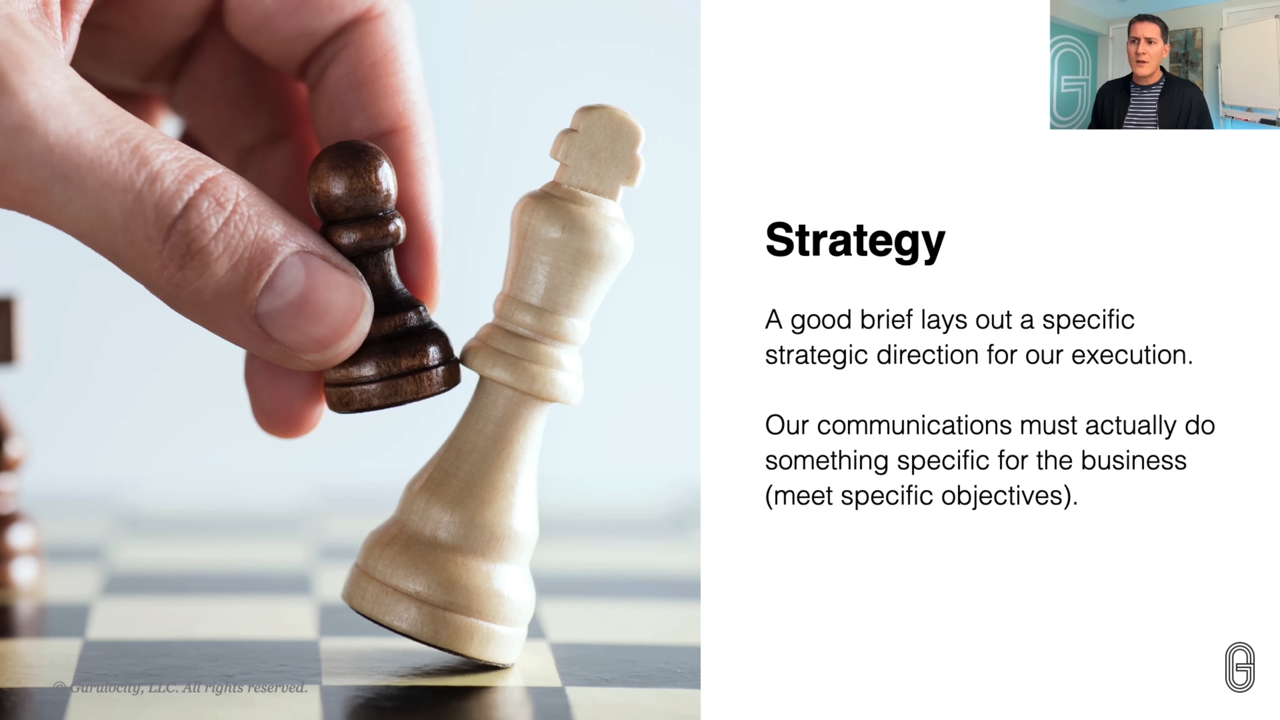 Strategy
A good brief lays out a specific
strategic direction for our execution.
Our communications must actually do
something specific for the business
(meet specific objectives).
© Gurulocity, LLC. All rights reserved.
G
G